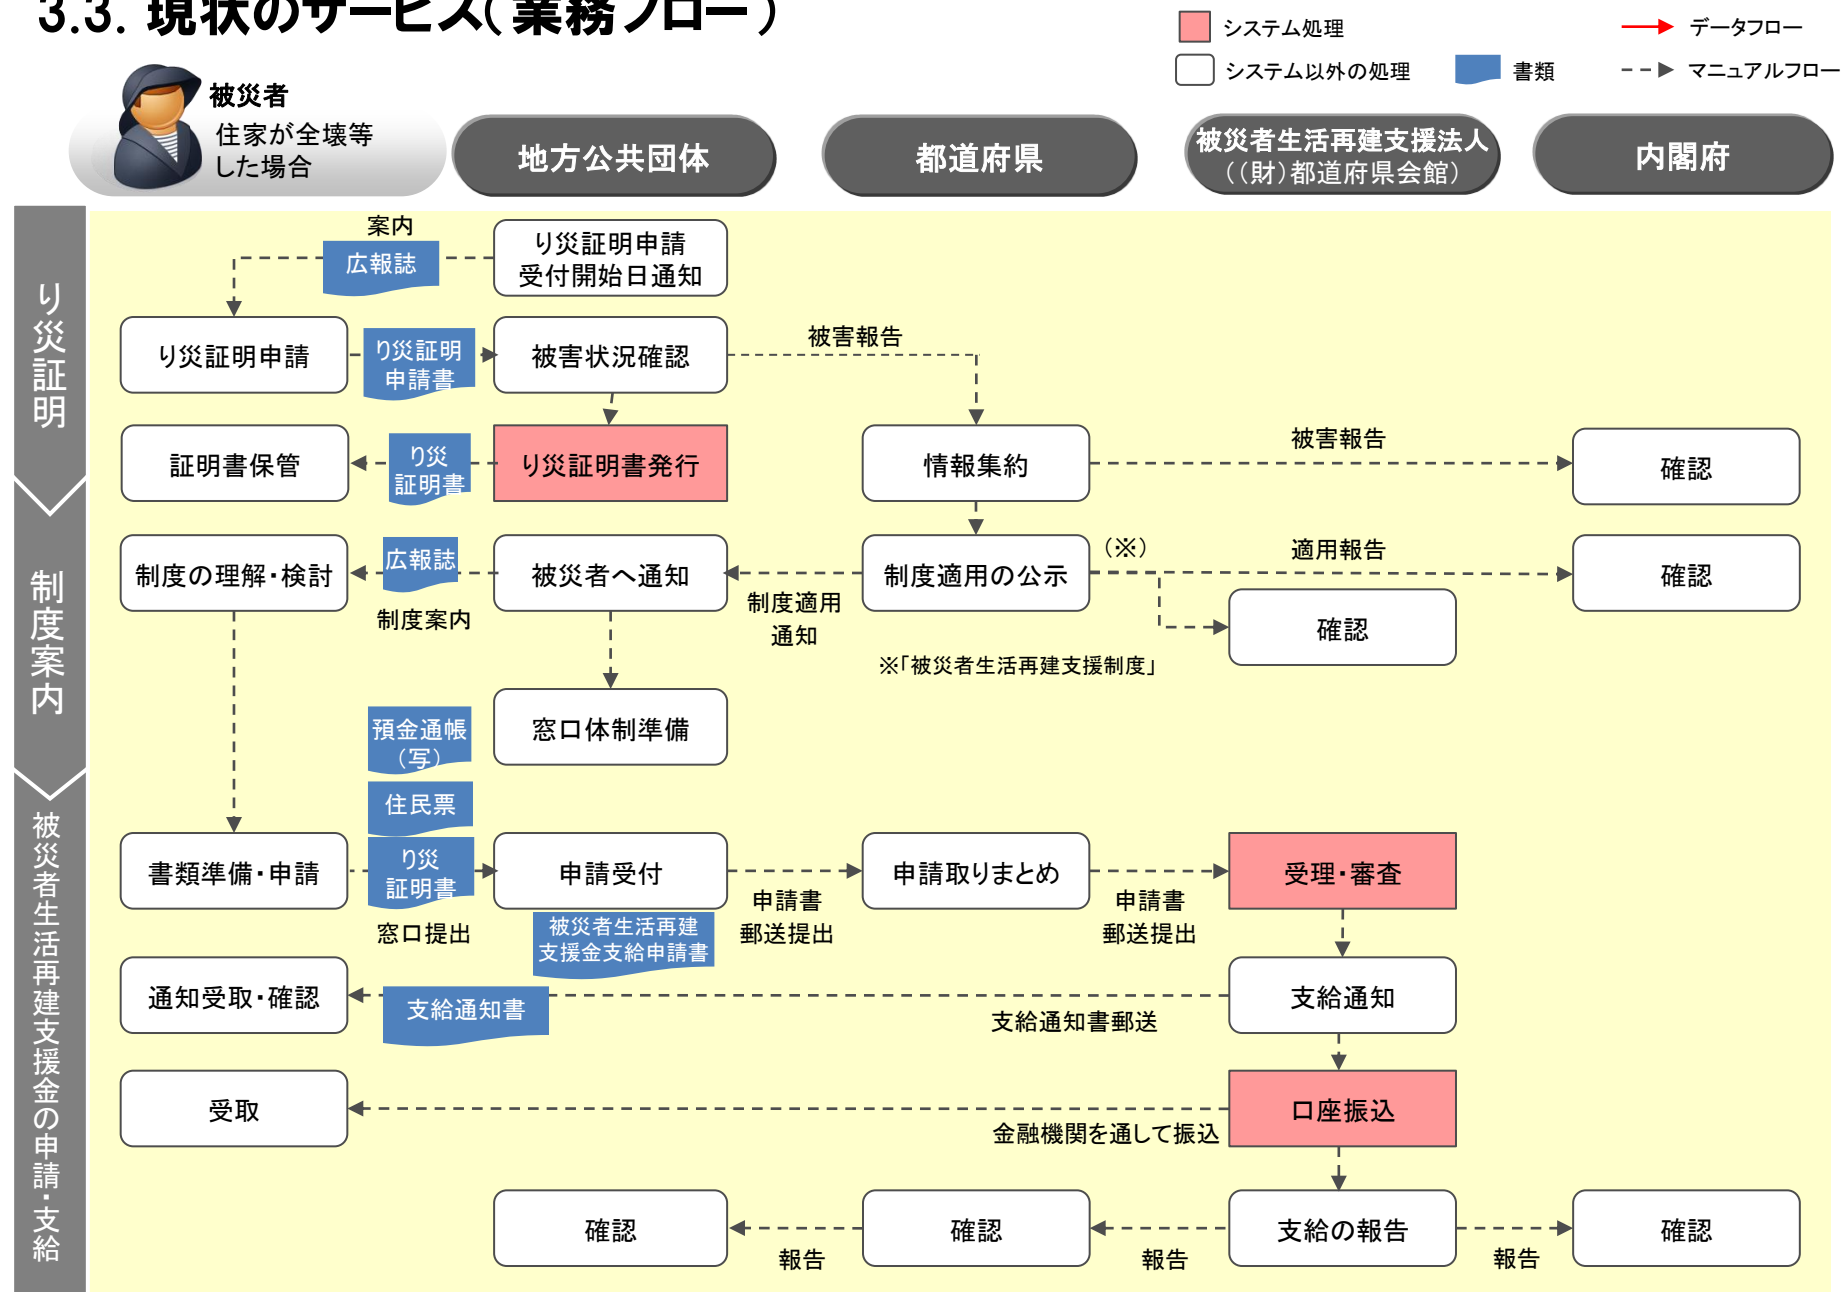 3.3. 現状のサービス(業務フロー)
システム処理
データフロー
システム以外の処理
書類
マニュアルフロー
被災者
住家が全壊等
した場合
地方公共団体
都道府県
被災者生活再建支援法人
((財)都道府県会館)
内閣府
り災証明
案内
広報誌
り災証明申請
受付開始日通知
り災証明申請
り災証明
申請書
被害状況確認
被害報告
証明書保管
り災
証明書
り災証明書発行
情報集約
被害報告
確認
制度案内
制度の理解・検討
広報誌
制度案内
被災者へ通知
制度適用
通知
制度適用の公示
(※)
適用報告
確認
確認
※「被災者生活再建支援制度」
窓口体制準備
預金通帳
(写)
住民票
被災者生活再建支援金の申請・支給
書類準備・申請
り災
証明書
窓口提出
申請受付
被災者生活再建
支援金支給申請書
申請書
郵送提出
申請取りまとめ
申請書
郵送提出
受理・審査
通知受取・確認
支給通知書
支給通知書郵送
支給通知
受取
金融機関を通して振込
口座振込
確認
報告
確認
報告
支給の報告
報告
確認